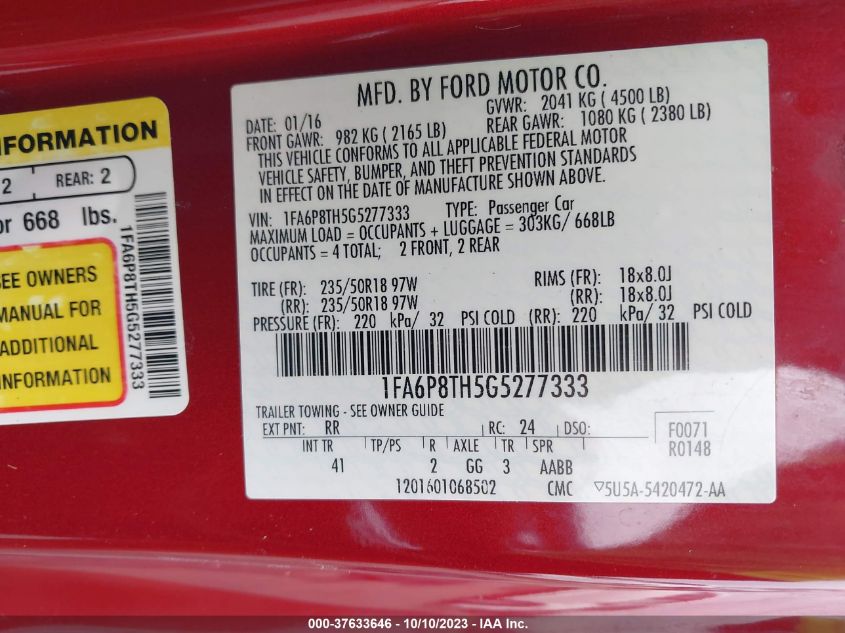 NFORMATION
2 REAR: 2
or 668 lbs.
SEE OWNERS
MANUAL FOR
ADDITIONAL
INFORMATION
1FA6P8TH5G5277333
MFD. BY FORD MOTOR CO.
DATE: 01/16 GVWR: 2041 KG ( 4500 LB)
FRONT GAWR: 982 KG ( 2165 LB) REAR GAWR: 1080 KG ( 2380 LB)
THIS VEHICLE CONFORMS TO ALL APPLICABLE FEDERAL MOTOR
VEHICLE SAFETY, BUMPER, AND THEFT PREVENTION STANDARDS
IN EFFECT ON THE DATE OF MANUFACTURE SHOWN ABOVE.
VIN: 1FA6P8TH5G5277333 TYPE: Passenger Car
MAXIMUM LOAD = OCCUPANTS + LUGGAGE = 303KG/ 668LB
OCCUPANTS = 4 TOTAL; 2 FRONT, 2 REAR
TIRE (FR): 235/50R18 97W RIMS (FR): 18x8.0J
(RR): 235/50R18 97W (RR): 18x8.0J
PRESSURE (FR): 220 kPa/ 32 PSI COLD (RR): 220 kPa/ 32 PSI COLD
1FA6P8TH5G5277333
TRAILER TOWING - SEE OWNER GUIDE
EXT PNT: RR RC: 24 DSO: F0071
INT TR TP/PS R AXLE TR SPR R0148
41 2 GG 3 AABB
1201601068502 CMC ▽5U5A-5420472-AA
000-37633646 - 10/10/2023 - IAA Inc.